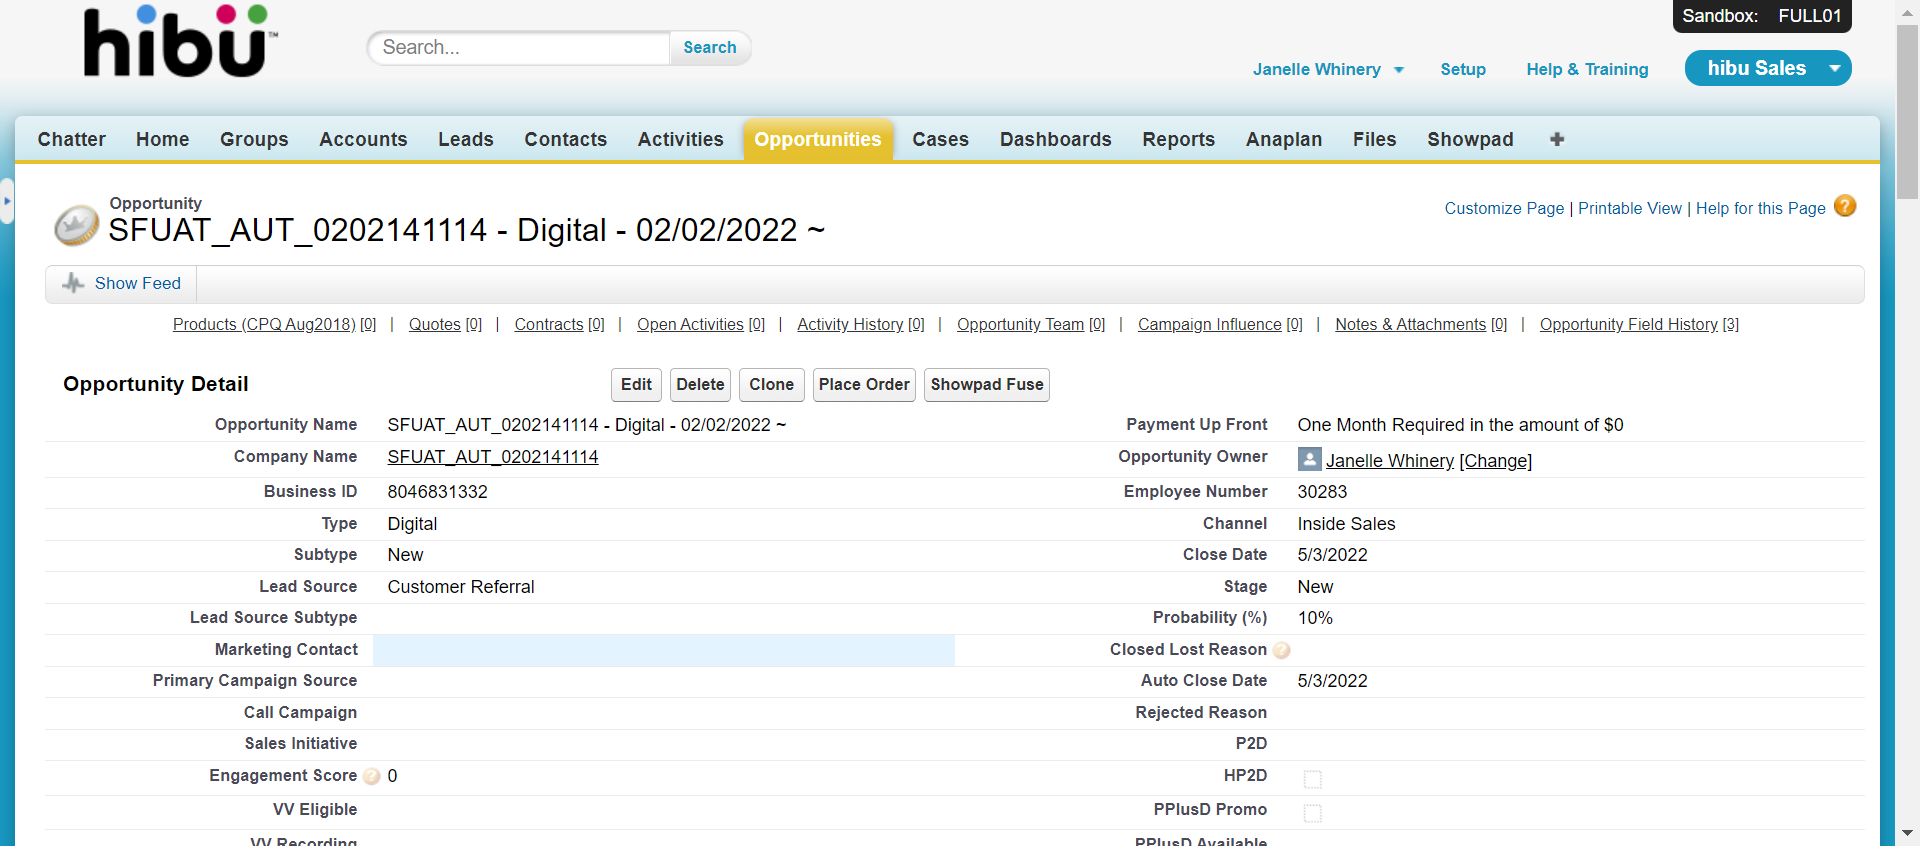 Sandbox: FULL01
hibü™
Search...
Search
Janelle Whinery
Setup
Help & Training
hibu Sales
Chatter Home Groups Accounts Leads Contacts Activities Opportunities Cases Dashboards Reports Anaplan Files Showpad
Opportunity
SFUAT_AUT_0202141114 - Digital - 02/02/2022 ~
Customize Page | Printable View | Help for this Page ?
Show Feed
Products (CPQ Aug2018) [0] | Quotes [0] | Contracts [0] | Open Activities [0] | Activity History [0] | Opportunity Team [0] | Campaign Influence [0] | Notes & Attachments [0] | Opportunity Field History [3]
Opportunity Detail
Edit Delete Clone Place Order Showpad Fuse
Opportunity Name SFUAT_AUT_0202141114 - Digital - 02/02/2022 ~ Payment Up Front One Month Required in the amount of $0
Company Name SFUAT_AUT_0202141114 Opportunity Owner Janelle Whinery [Change]
Business ID 8046831332 Employee Number 30283
Type Digital Channel Inside Sales
Subtype New Close Date 5/3/2022
Lead Source Customer Referral Stage New
Lead Source Subtype Probability (%) 10%
Marketing Contact Closed Lost Reason ?
Primary Campaign Source Auto Close Date 5/3/2022
Call Campaign Rejected Reason
Sales Initiative P2D
Engagement Score ? 0 HP2D
VV Eligible PPlusD Promo
VV Recording PPlusD Available